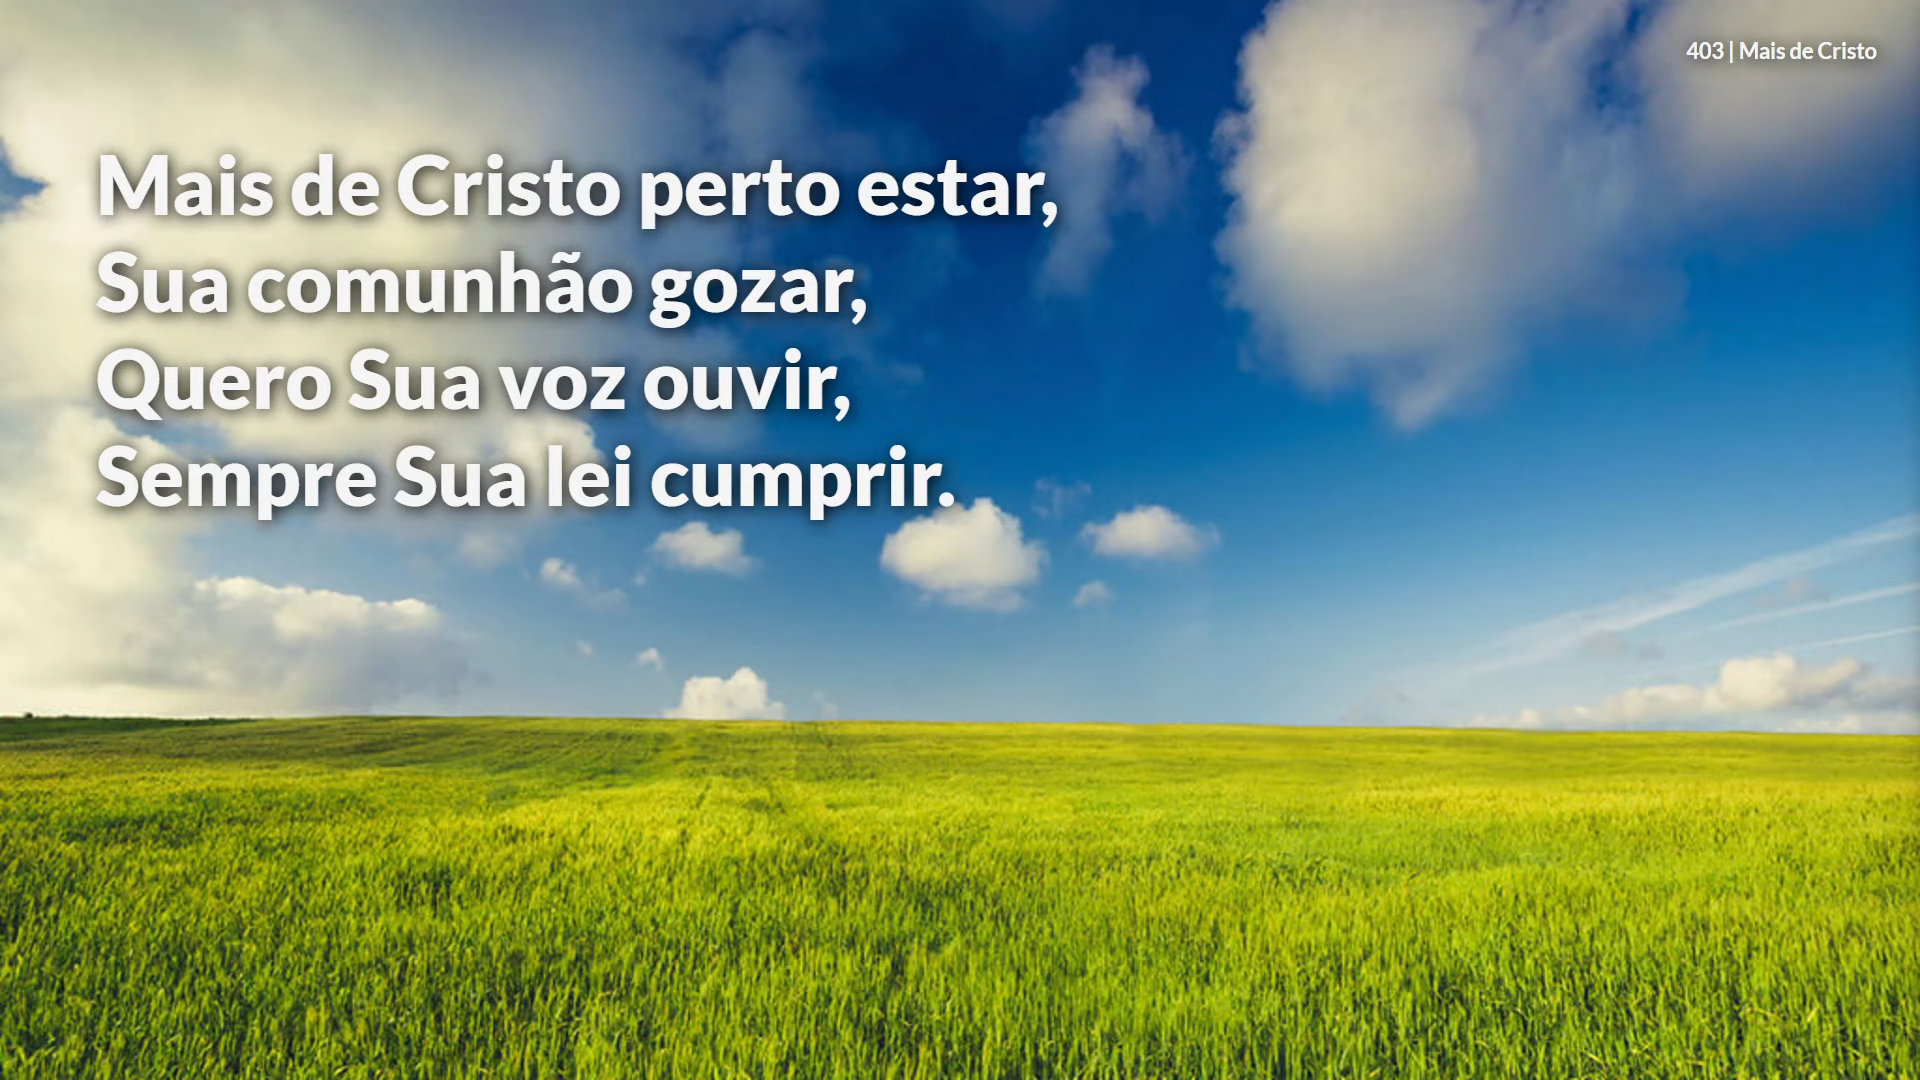 403 | Mais de Cristo
Mais de Cristo perto estar,
Sua comunhão gozar,
Quero Sua voz ouvir,
Sempre Sua lei cumprir.